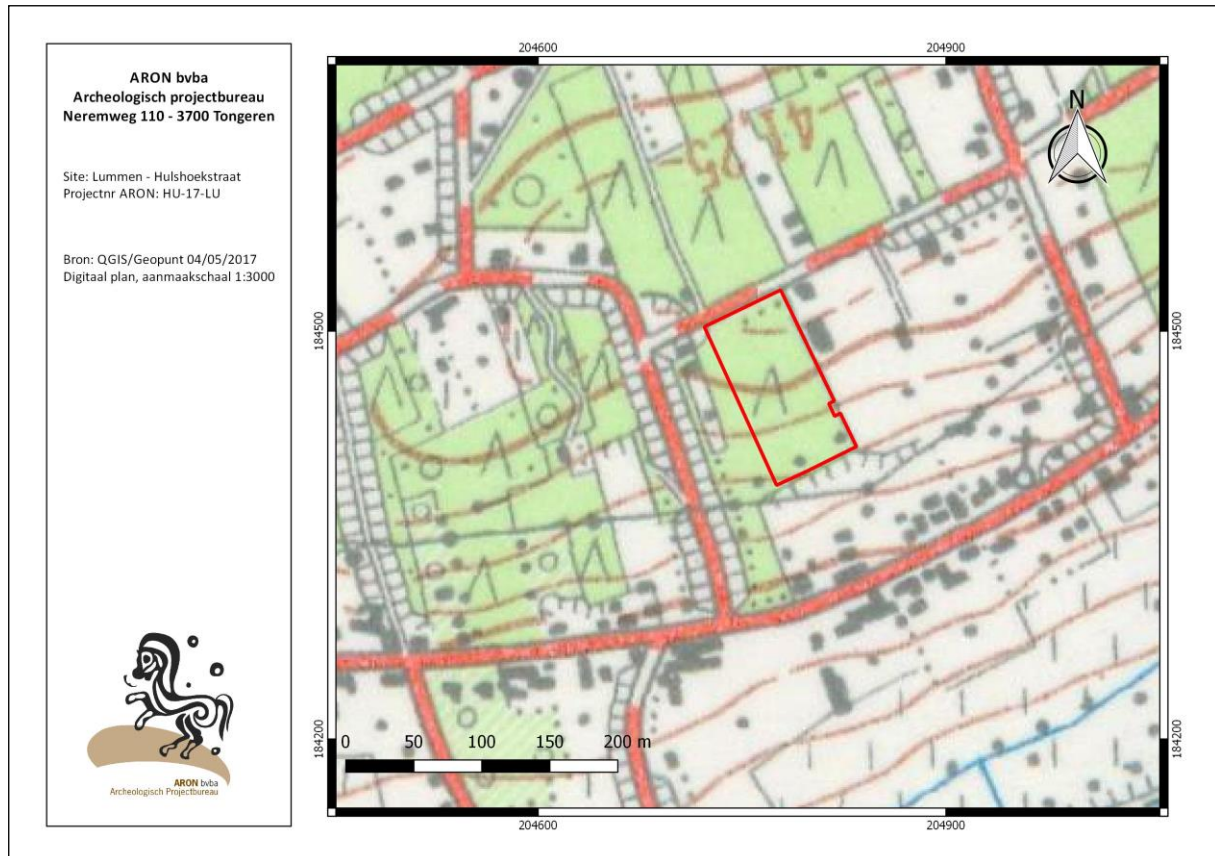 ARON bvba
Archeologisch projectbureau
Neremweg 110 - 3700 Tongeren
Site: Lummen - Hulshoekstraat
Projectnr ARON: HU-17-LU
Bron: QGIS/Geopunt 04/05/2017
Digitaal plan, aanmaakschaal 1:3000
ARON bvba
Archeologisch Projectbureau
204600
204900
184500
184500
41,25
N
184200
184200
0 50 100 150 200 m
204600
204900